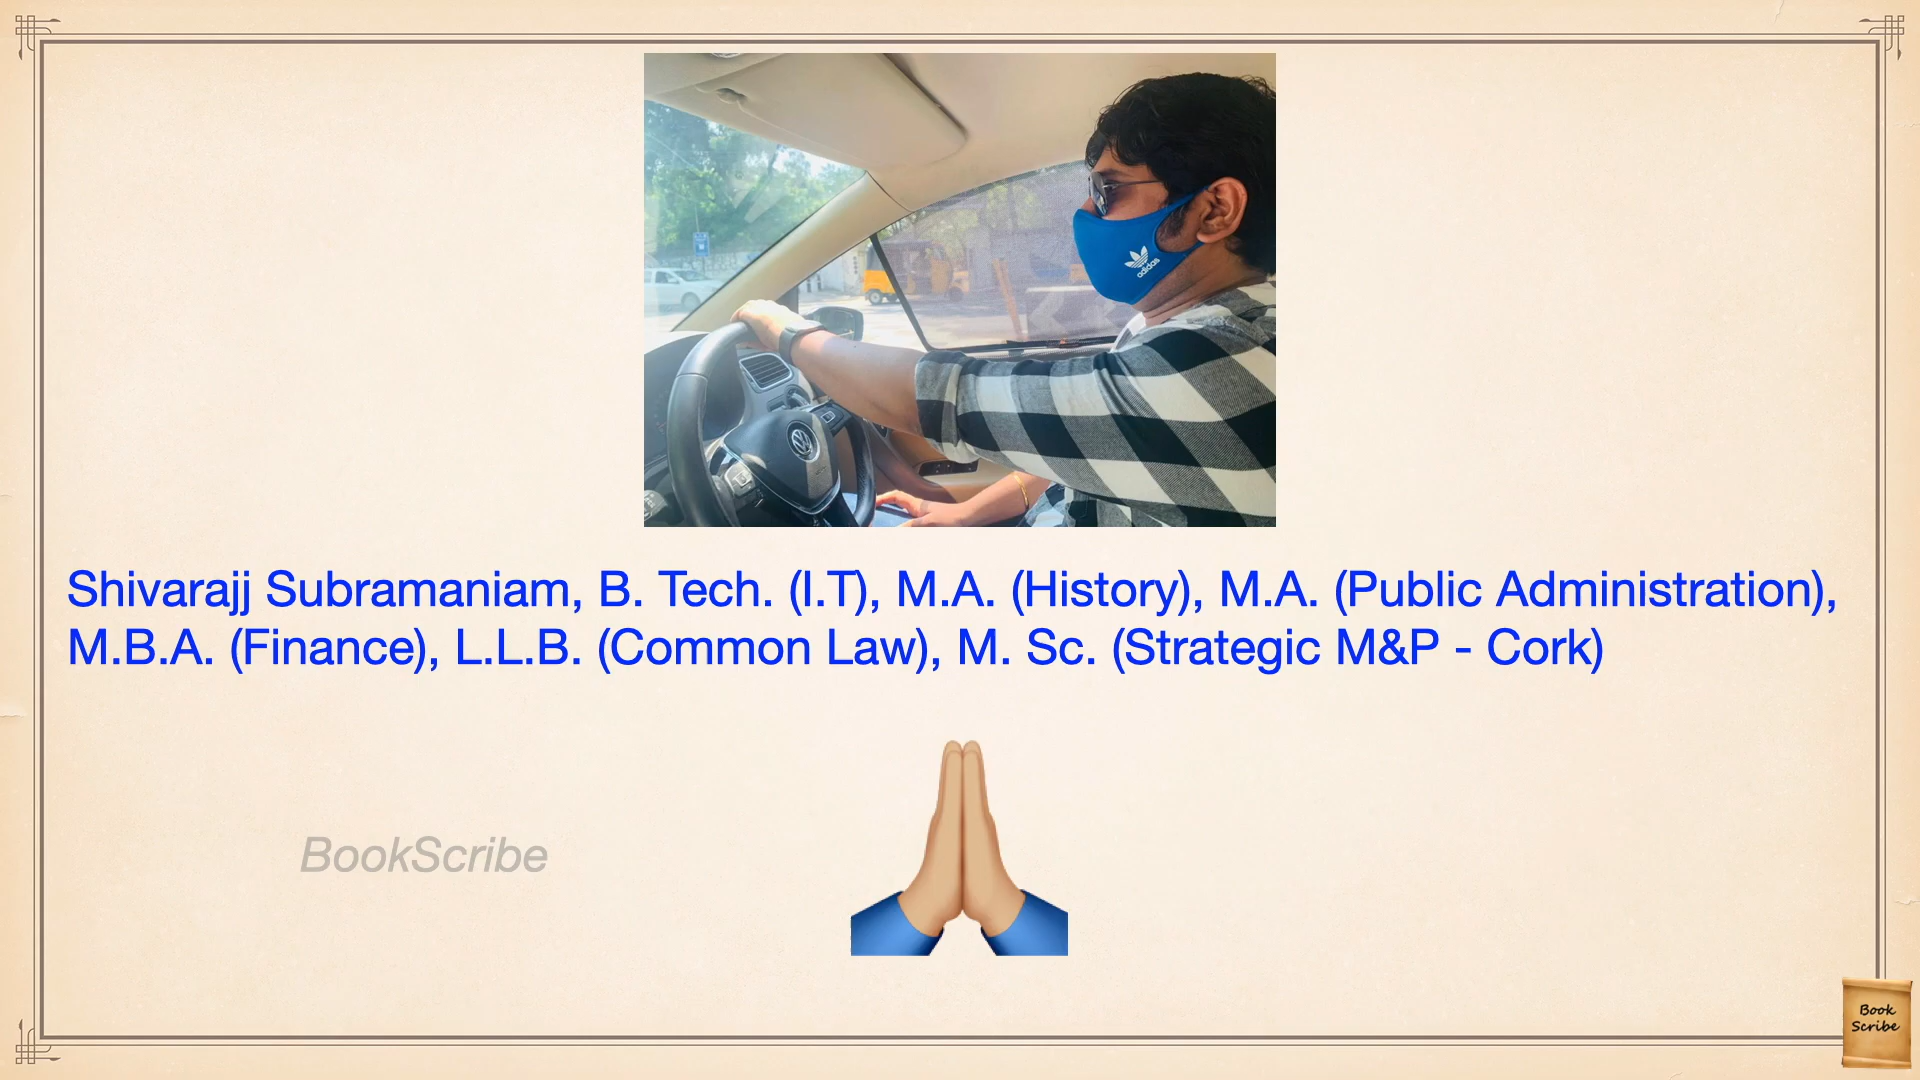 adidas
Shivarajj Subramaniam, B. Tech. (I.T), M.A. (History), M.A. (Public Administration),
M.B.A. (Finance), L.L.B. (Common Law), M. Sc. (Strategic M&P - Cork)
BookScribe
Book
Scribe